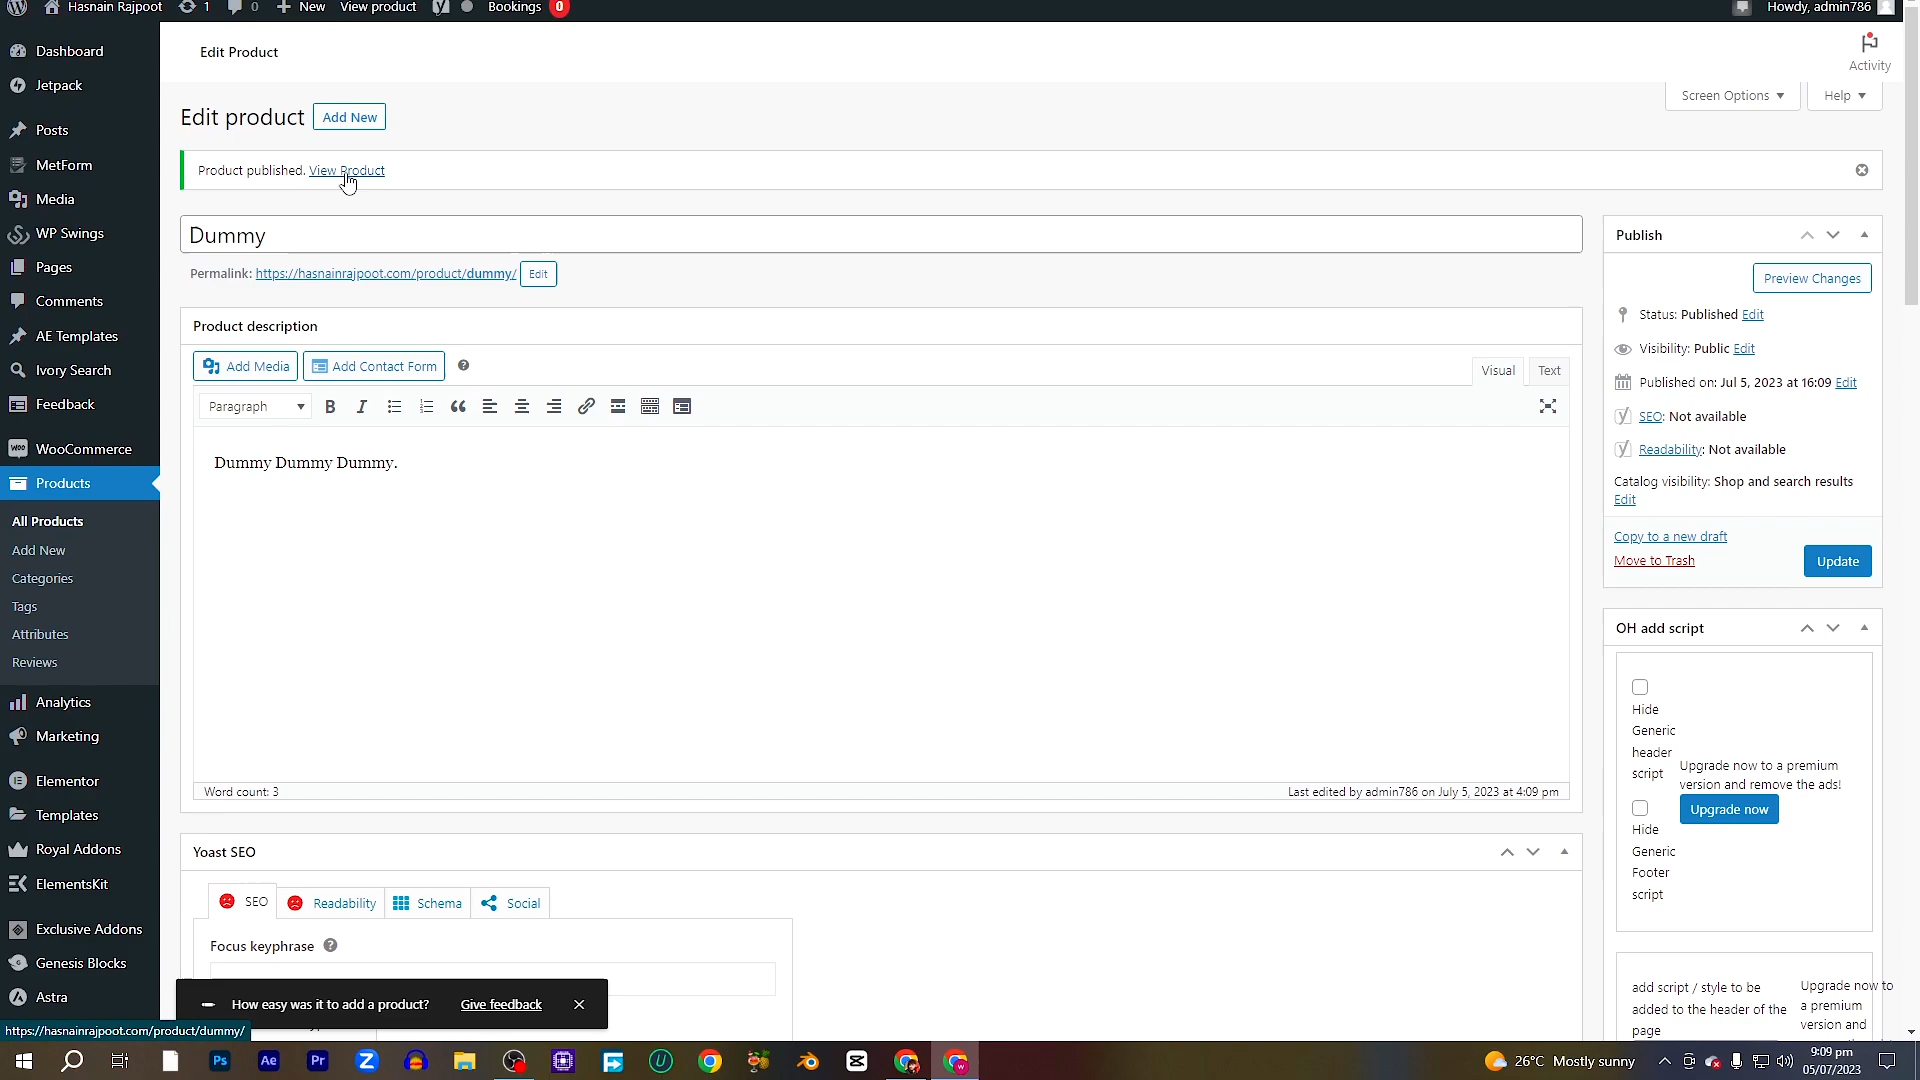 Hasnain Rajpoot 1 0 New View product Bookings 0 Howdy, admin786
Dashboard
Jetpack
Posts
MetForm
Media
WP Swings
Pages
Comments
AE Templates
Ivory Search
Feedback
WooCommerce
Products
All Products
Add New
Categories
Tags
Attributes
Reviews
Analytics
Marketing
Elementor
Templates
Royal Addons
ElementsKit
Exclusive Addons
Genesis Blocks
Astra
Edit Product
Activity
Screen Options Help
Edit product Add New
Product published. View Product
Dummy
Permalink: https://hasnainrajpoot.com/product/dummy/ Edit
Product description
Add Media Add Contact Form
Visual Text
Paragraph
Dummy Dummy Dummy.
Word count: 3 Last edited by admin786 on July 5, 2023 at 4:09 pm
Yoast SEO
SEO Readability Schema Social
Focus keyphrase
How easy was it to add a product? Give feedback
Publish
Preview Changes
Status: Published Edit
Visibility: Public Edit
Published on: Jul 5, 2023 at 16:09 Edit
SEO: Not available
Readability: Not available
Catalog visibility: Shop and search results
Edit
Copy to a new draft
Move to Trash Update
OH add script
Hide
Generic
header
script
Hide
Generic
Footer
script
Upgrade now to a premium
version and remove the ads!
Upgrade now
add script / style to be
added to the header of the
page
Upgrade now to
a premium
version and
https://hasnainrajpoot.com/product/dummy/
Ps Ae Pr
26°C Mostly sunny
9:09 pm
05/07/2023